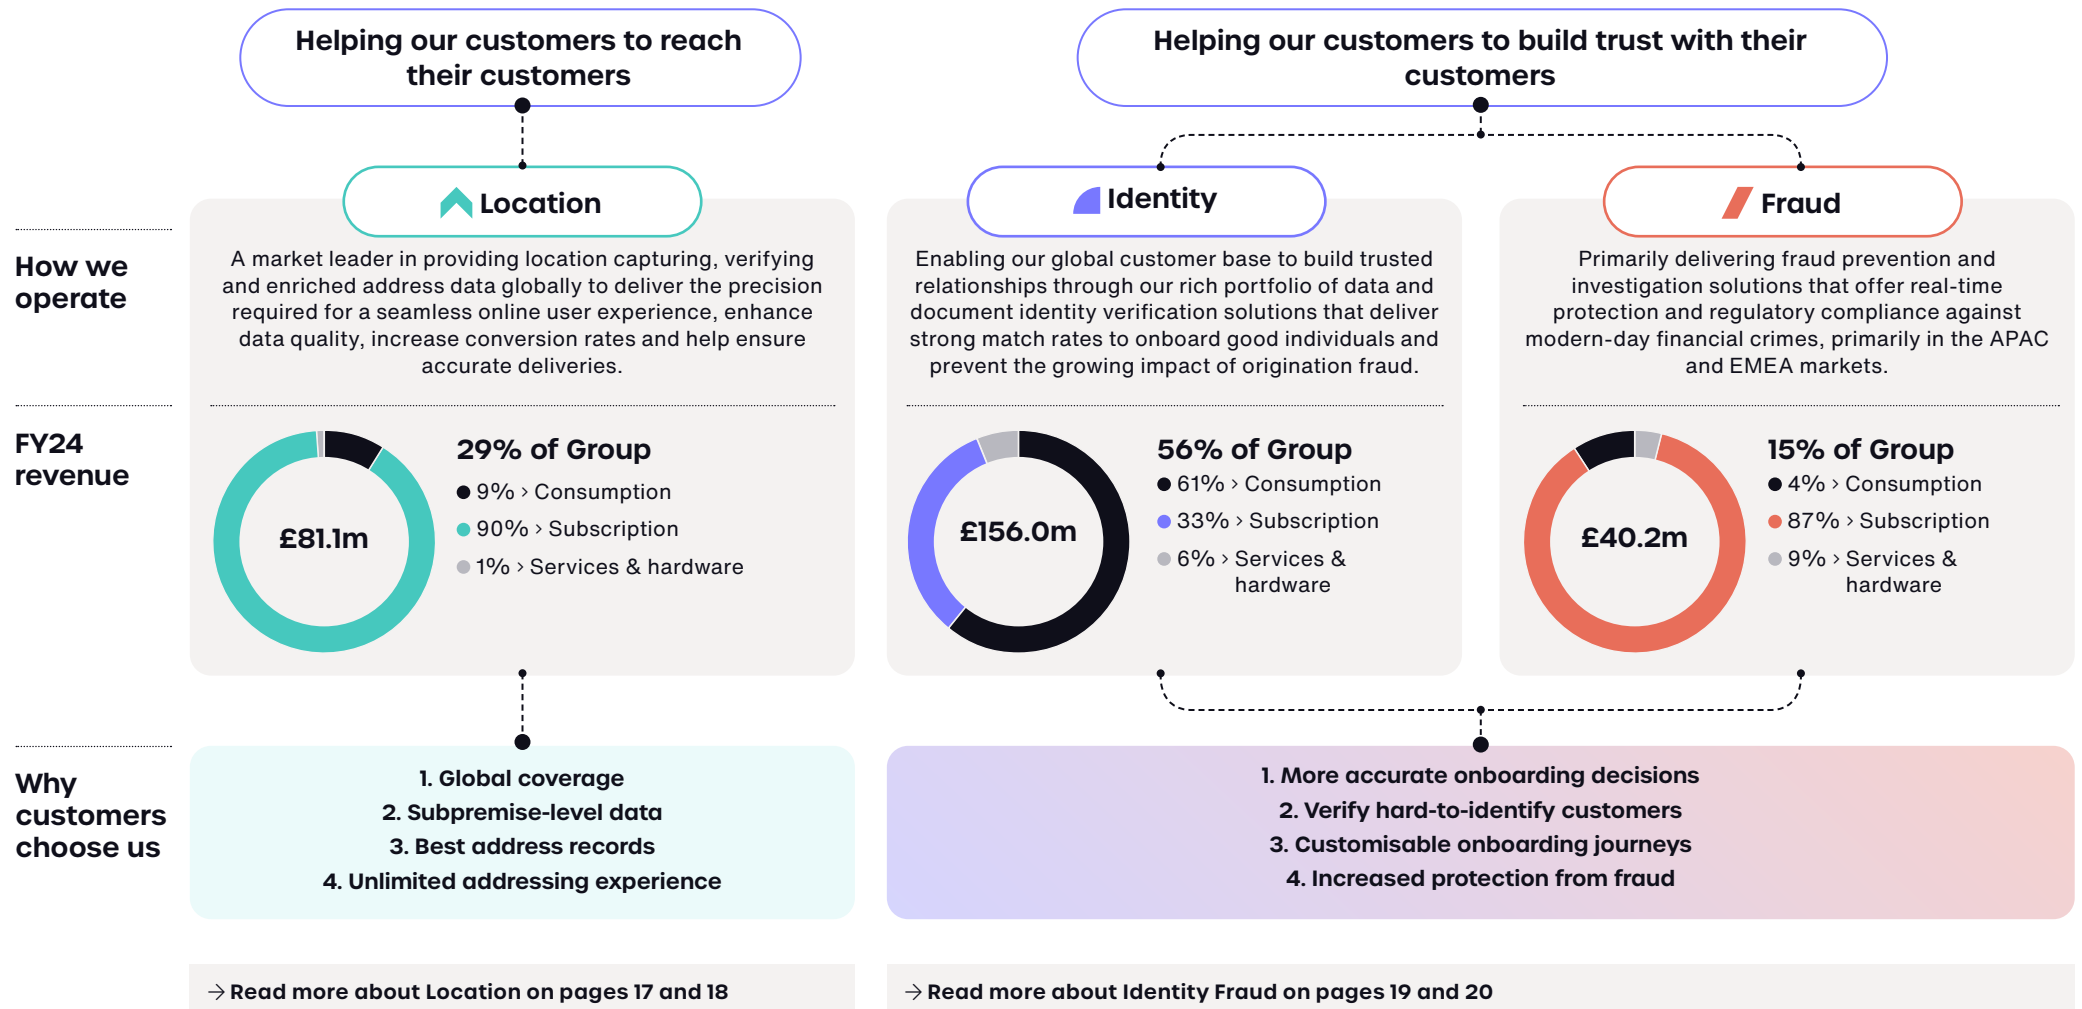 Helping our customers to reach
their customers
Helping our customers to build trust with their
customers
Location
Identity
Fraud
How we
operate
A market leader in providing location capturing, verifying
and enriched address data globally to deliver the precision
required for a seamless online user experience, enhance
data quality, increase conversion rates and help ensure
accurate deliveries.
Enabling our global customer base to build trusted
relationships through our rich portfolio of data and
document identity verification solutions that deliver
strong match rates to onboard good individuals and
prevent the growing impact of origination fraud.
Primarily delivering fraud prevention and
investigation solutions that offer real-time
protection and regulatory compliance against
modern-day financial crimes, primarily in the APAC
and EMEA markets.
FY24
revenue
£81.1m
29% of Group
9% > Consumption
90% > Subscription
1% > Services & hardware
£156.0m
56% of Group
61% > Consumption
33% > Subscription
6% > Services &
hardware
£40.2m
15% of Group
4% > Consumption
87% > Subscription
9% > Services &
hardware
Why
customers
choose us
1. Global coverage
2. Subpremise-level data
3. Best address records
4. Unlimited addressing experience
1. More accurate onboarding decisions
2. Verify hard-to-identify customers
3. Customisable onboarding journeys
4. Increased protection from fraud
→ Read more about Location on pages 17 and 18
→ Read more about Identity Fraud on pages 19 and 20